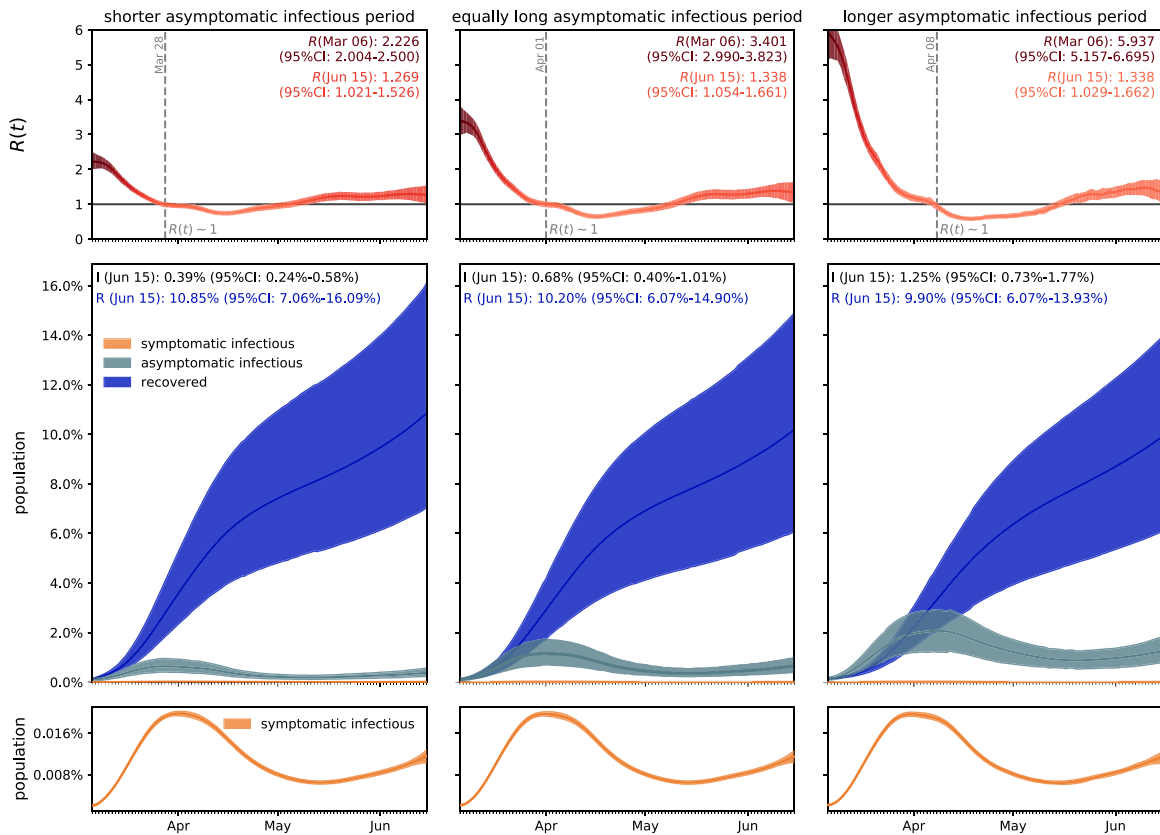 shorter asymptomatic infectious period
equally long asymptomatic infectious period
longer asymptomatic infectious period
R(t)
6
5
4
3
2
1
0
Mar 28
R(Mar 06): 2.226
(95%CI: 2.004-2.500)
R(Jun 15): 1.269
(95%CI: 1.021-1.526)
R(t) ~ 1
Apr 01
R(Mar 06): 3.401
(95%CI: 2.990-3.823)
R(Jun 15): 1.338
(95%CI: 1.054-1.661)
R(t) ~ 1
Apr 08
R(Mar 06): 5.937
(95%CI: 5.157-6.695)
R(Jun 15): 1.338
(95%CI: 1.029-1.662)
R(t) ~ 1
population
16.0%
14.0%
12.0%
10.0%
8.0%
6.0%
4.0%
2.0%
0.0%
I (Jun 15): 0.39% (95%CI: 0.24%-0.58%)
R (Jun 15): 10.85% (95%CI: 7.06%-16.09%)
symptomatic infectious
asymptomatic infectious
recovered
I (Jun 15): 0.68% (95%CI: 0.40%-1.01%)
R (Jun 15): 10.20% (95%CI: 6.07%-14.90%)
I (Jun 15): 1.25% (95%CI: 0.73%-1.77%)
R (Jun 15): 9.90% (95%CI: 6.07%-13.93%)
population
0.016%
0.008%
symptomatic infectious
Apr
May
Jun
Apr
May
Jun
Apr
May
Jun